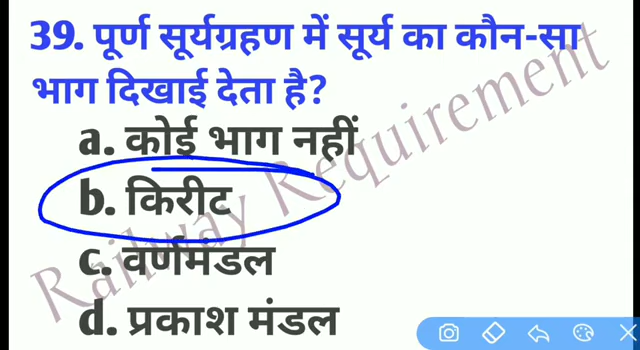 39. पूर्ण सूर्यग्रहण में सूर्य का कौन-सा
भाग दिखाई देता है?
a. कोई भाग नहीं
b. किरीट
c. वर्णमंडल
d. प्रकाश मंडल
Railway Requirement